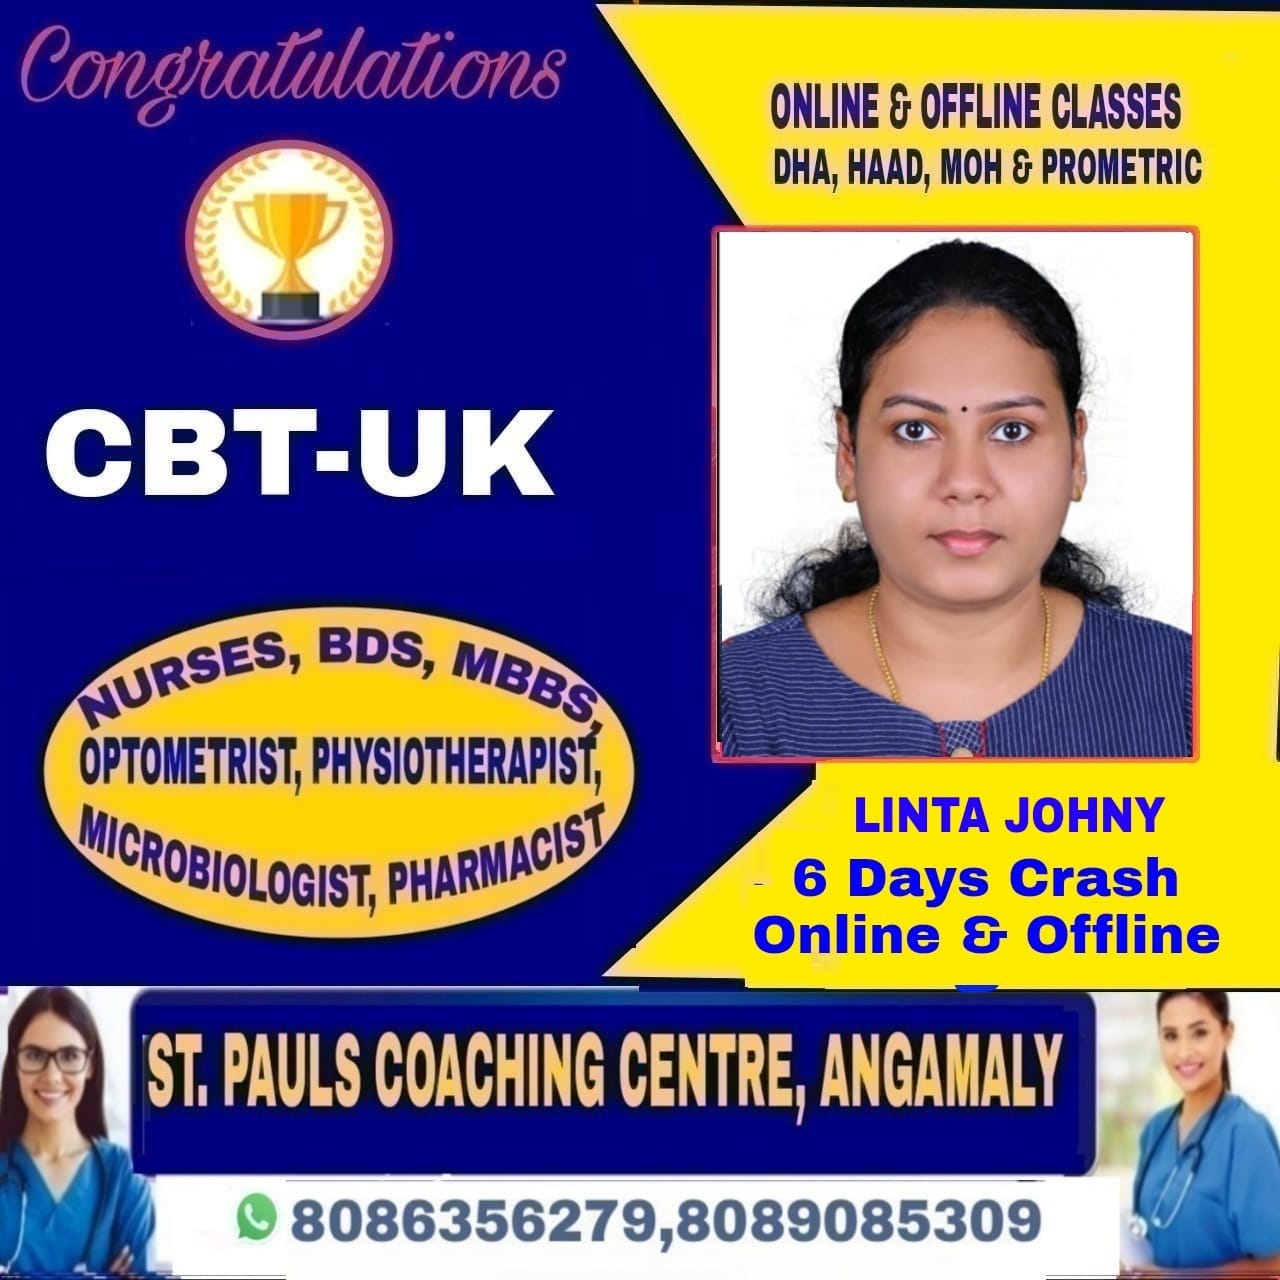 Congratulations
ONLINE & OFFLINE CLASSES
DHA, HAAD, MOH & PROMETRIC
CBT-UK
NURSES, BDS, MBBS,
OPTOMETRIST, PHYSIOTHERAPIST,
MICROBIOLOGIST, PHARMACIST
LINTA JOHNY
6 Days Crash
Online & Offline
ST. PAULS COACHING CENTRE, ANGAMALY
8086356279,8089085309